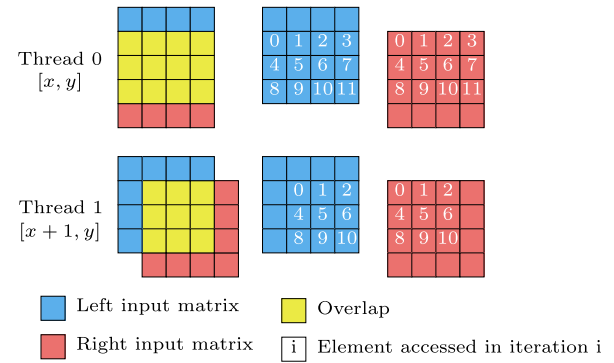 Thread 0
[x, y]
0 1 2 3
4 5 6 7
8 9 10 11
0 1 2 3
4 5 6 7
8 9 10 11
Thread 1
[x + 1, y]
0 1 2
4 5 6
8 9 10
0 1 2
4 5 6
8 9 10
Left input matrix
Overlap
Right input matrix
i Element accessed in iteration i